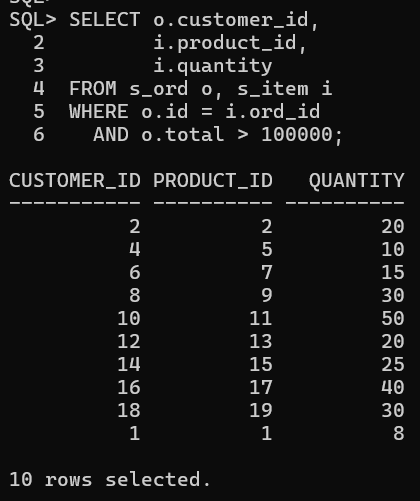 SQL> SELECT o.customer_id,
  2         i.product_id,
  3         i.quantity
  4  FROM s_ord o, s_item i
  5  WHERE o.id = i.ord_id
  6    AND o.total > 100000;
CUSTOMER_ID PRODUCT_ID   QUANTITY
----------- ---------- ----------
          2          2         20
          4          5         10
          6          7         15
          8          9         30
         10         11         50
         12         13         20
         14         15         25
         16         17         40
         18         19         30
          1          1          8
10 rows selected.